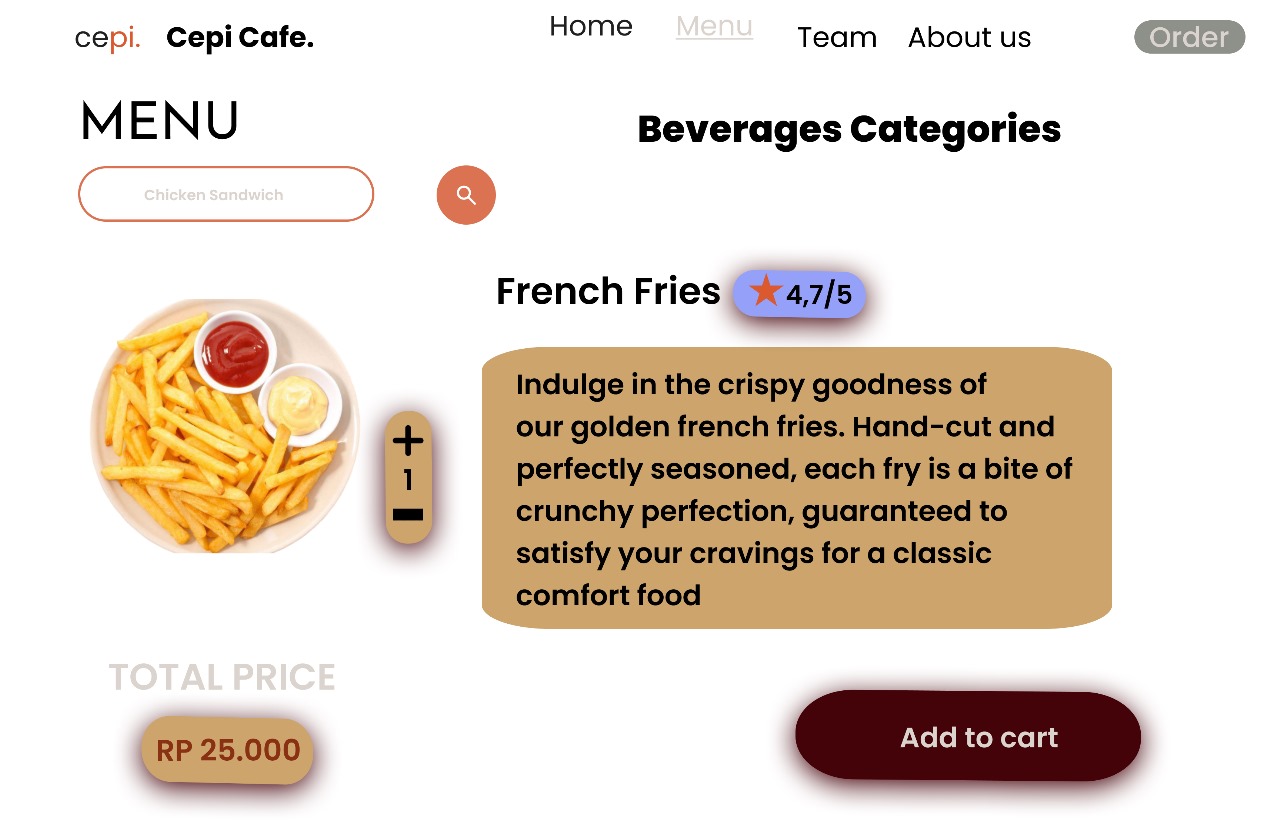 cepi. Cepi Cafe. Home Menu Team About us Order
MENU
Beverages Categories
Chicken Sandwich
French Fries 4,7/5
Indulge in the crispy goodness of
our golden french fries. Hand-cut and
perfectly seasoned, each fry is a bite of
crunchy perfection, guaranteed to
satisfy your cravings for a classic
comfort food
+
1
-
TOTAL PRICE
RP 25.000
Add to cart